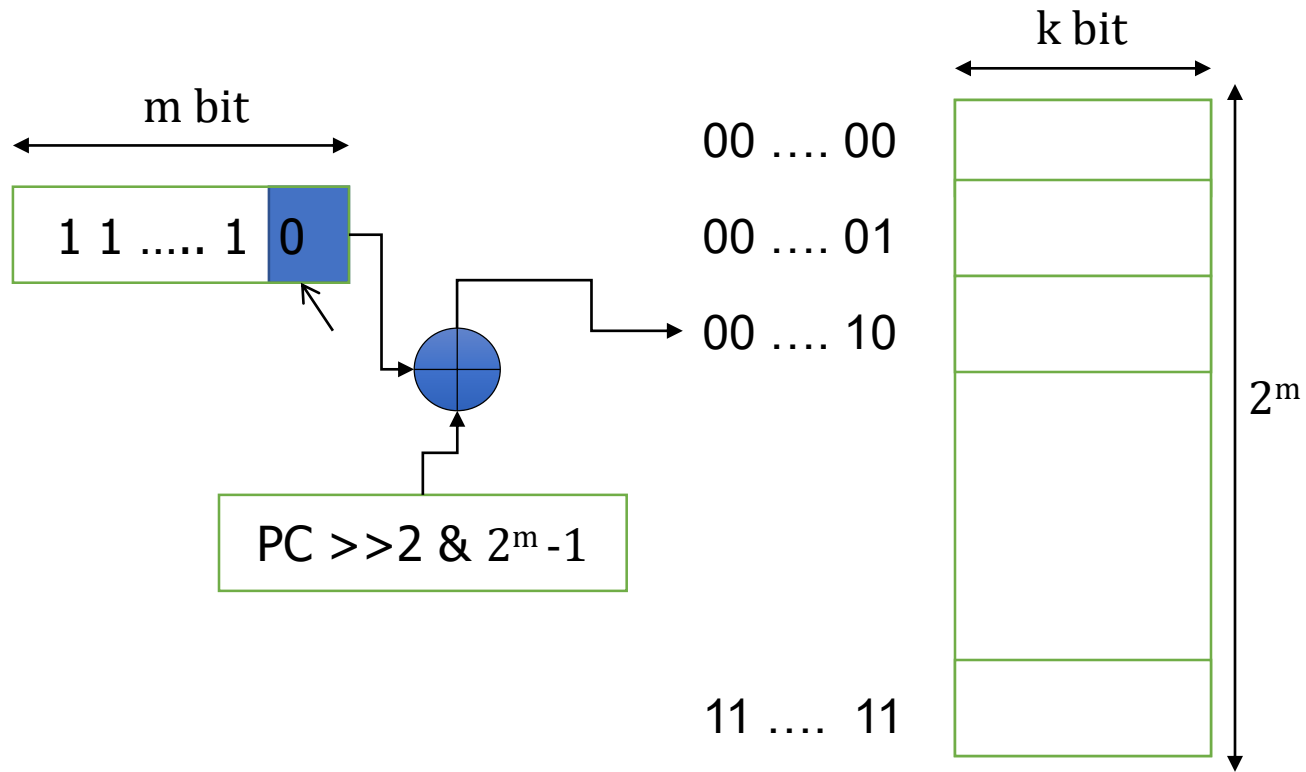 k bit
m bit
00 .... 00
1 1 ..... 1 0
00 .... 01
00 .... 10
2ᵐ
PC >>2 & 2ᵐ -1
11 .... 11